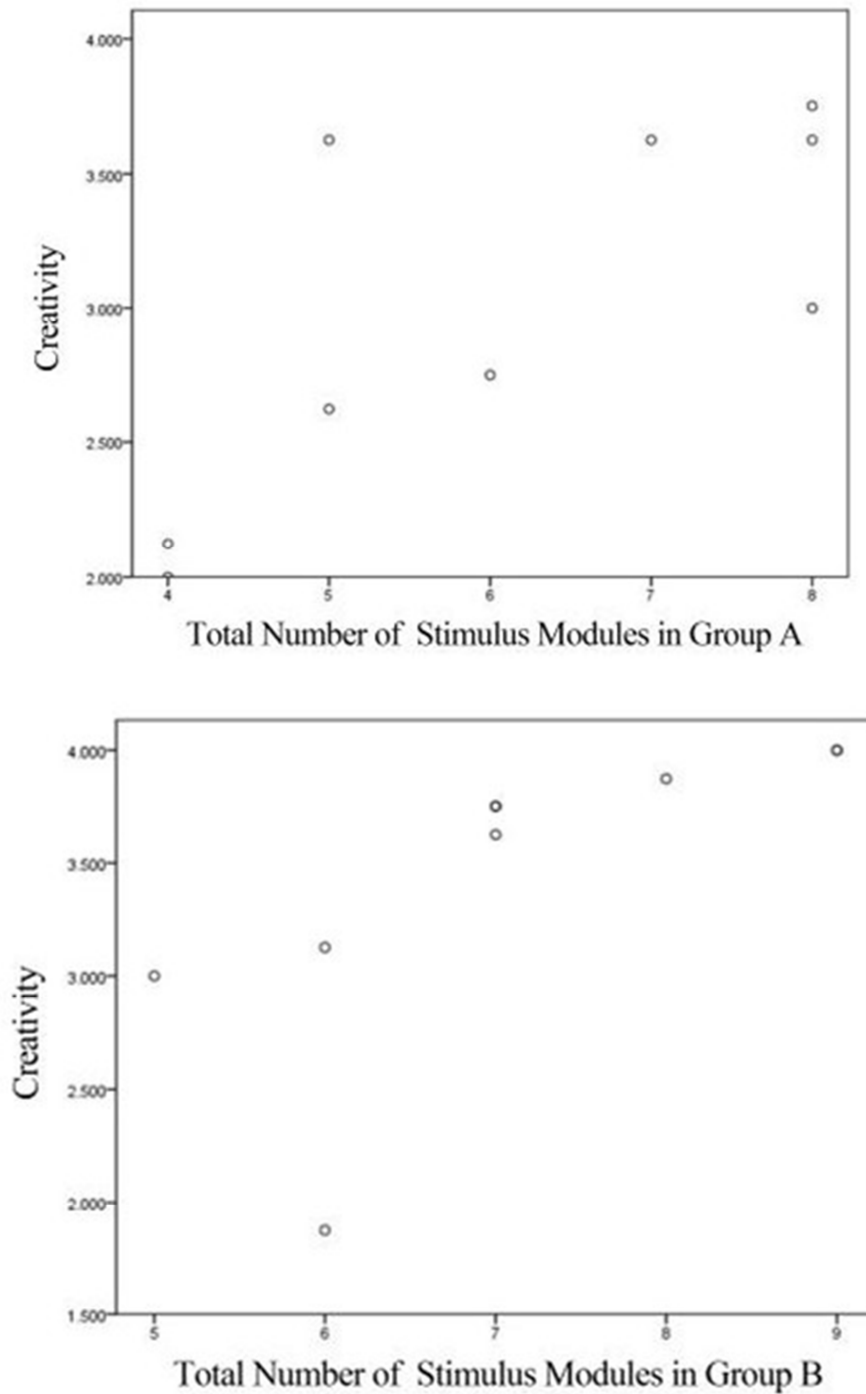 4.000
3.500
Creativity
3.000
2.500
2.000
4 5 6 7 8
Total Number of Stimulus Modules in Group A
4.000
3.500
3.000
Creativity
2.500
2.000
1.500
5 6 7 8 9
Total Number of Stimulus Modules in Group B